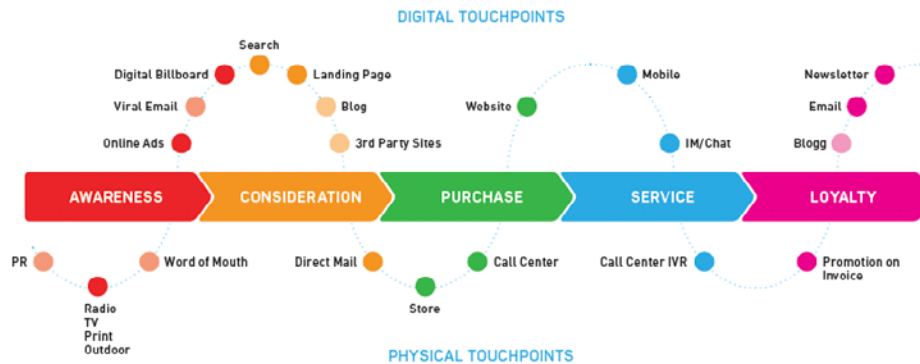 DIGITAL TOUCHPOINTS
Search
Digital Billboard
Landing Page
Mobile
Newsletter
Viral Email
Blog
Website
Email
Online Ads
3rd Party Sites
IM/Chat
Blogg
AWARENESS
CONSIDERATION
PURCHASE
SERVICE
LOYALTY
PR
Word of Mouth
Direct Mail
Call Center
Call Center IVR
Promotion on
Invoice
Radio
TV
Print
Outdoor
Store
PHYSICAL TOUCHPOINTS